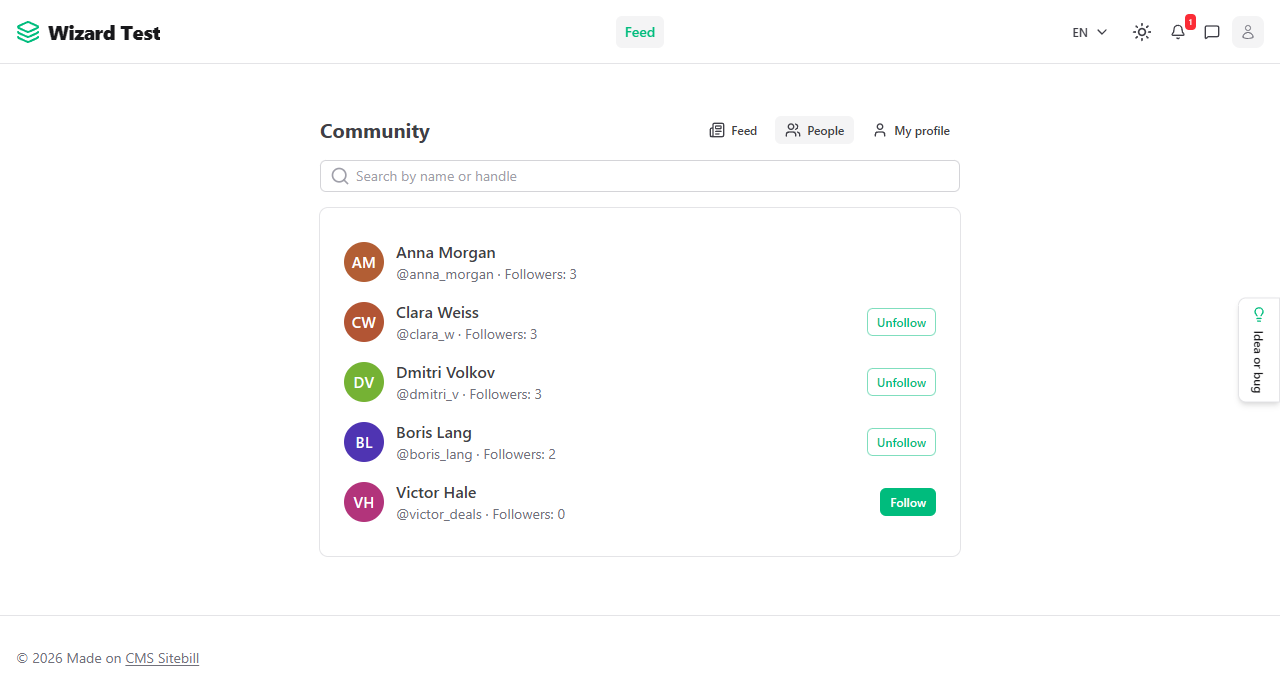 Wizard Test
Feed
EN
1
Community
Feed
People
My profile
Search by name or handle
AM
Anna Morgan
@anna_morgan · Followers: 3
CW
Clara Weiss
@clara_w · Followers: 3
Unfollow
DV
Dmitri Volkov
@dmitri_v · Followers: 3
Unfollow
BL
Boris Lang
@boris_lang · Followers: 2
Unfollow
VH
Victor Hale
@victor_deals · Followers: 0
Follow
Idea or bug
© 2026 Made on CMS Sitebill